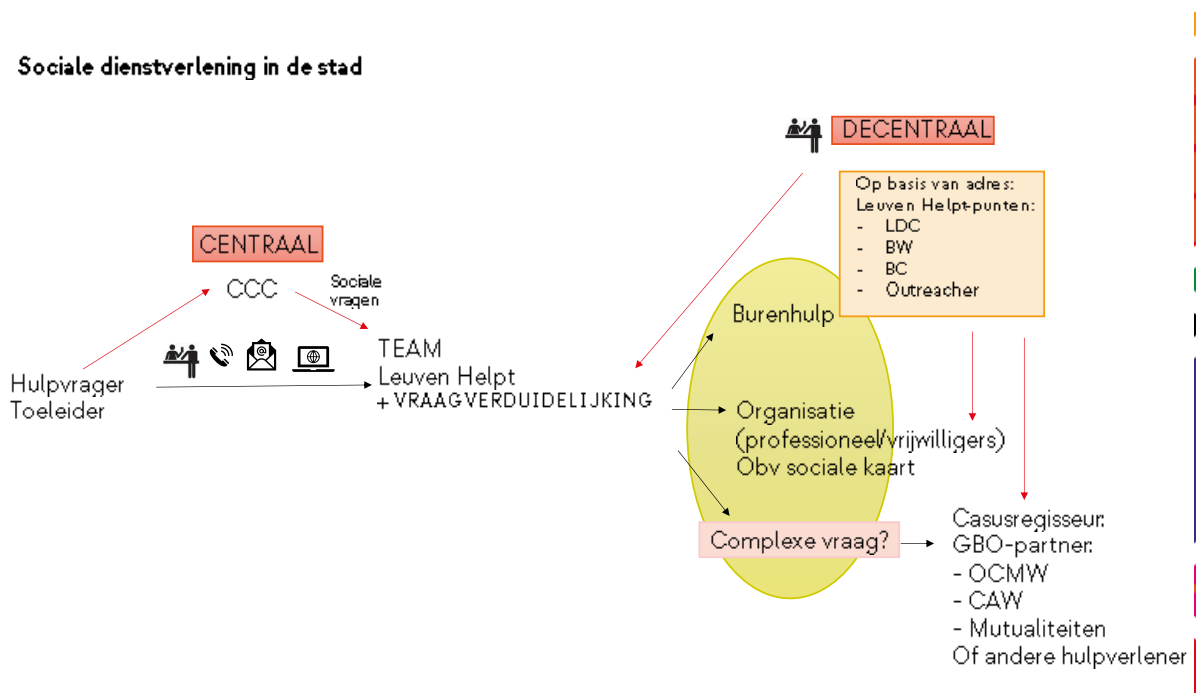 Sociale dienstverlening in de stad
DECENTRAAL
Op basis van adres:
Leuven Helpt-punten:
- LDC
- BW
- BC
- Outreacher
CENTRAAL
CCC
Sociale
vragen
Hulpvrager
Toeleider
TEAM
Leuven Helpt
+ VRAAGVERDUIDELIJKING
Burenhulp
Organisatie
(professioneel/vrijwilligers)
Obv sociale kaart
Complexe vraag?
Casusregisseur:
GBO-partner:
- OCMW
- CAW
- Mutualiteiten
Of andere hulpverlener